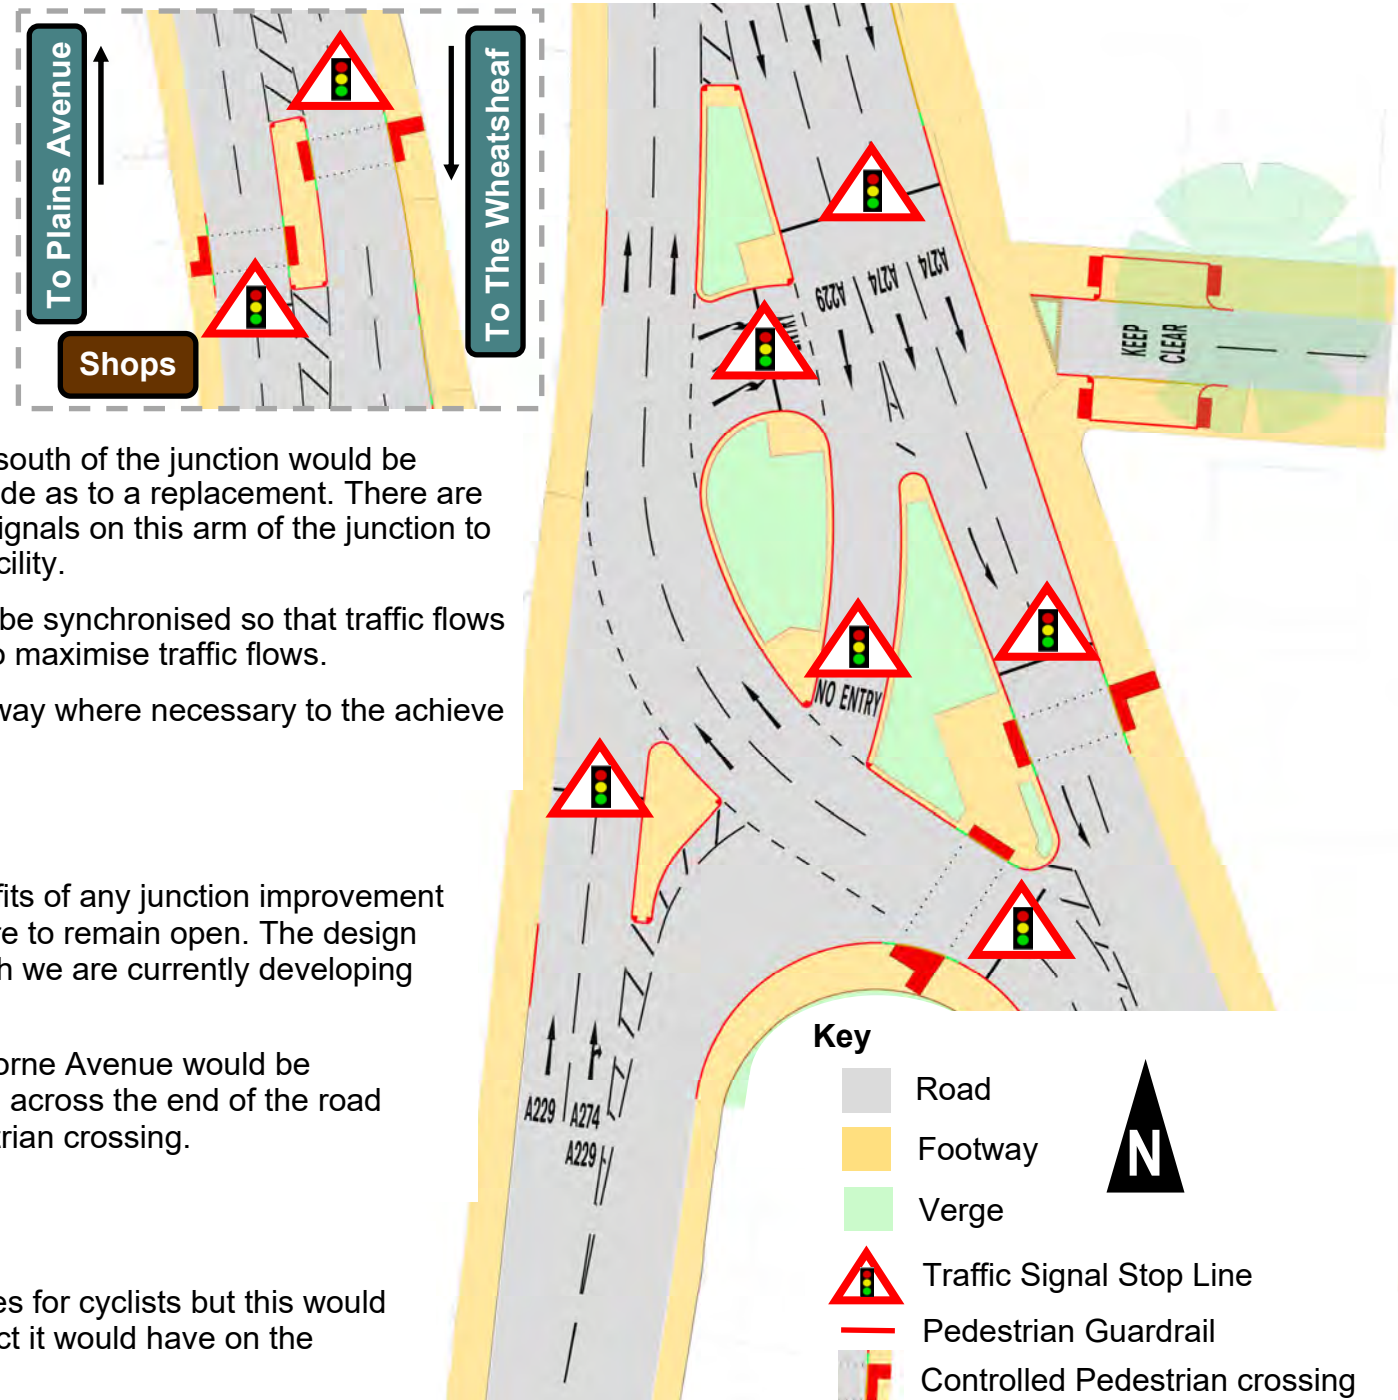 To Plains Avenue
To The Wheatsheaf
Shops
south of the junction would be
de as to a replacement. There are
ignals on this arm of the junction to
cility.
be synchronised so that traffic flows
o maximise traffic flows.
way where necessary to the achieve
fits of any junction improvement
re to remain open. The design
h we are currently developing
orne Avenue would be
across the end of the road
trian crossing.
es for cyclists but this would
ct it would have on the
A229
A274
A274
KEEP
CLEAR
NO ENTRY
A229
A274
A229
Key
N
Road
Footway
Verge
Traffic Signal Stop Line
Pedestrian Guardrail
Controlled Pedestrian crossing